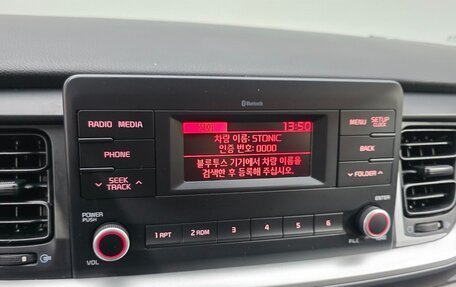 Bluetooth
RADIO MEDIA
13:50
MENU
SETUP
CLOCK
차량 이름: STONIC
인증 번호: 0000
블루투스 기기에서 차량 이름을
검색한 후 등록해 주십시오.
PHONE
BACK
SEEK
TRACK
FOLDER
POWER
PUSH
ENTER
1 RPT
2 RDM
3
4
5
6
VOL
FILE